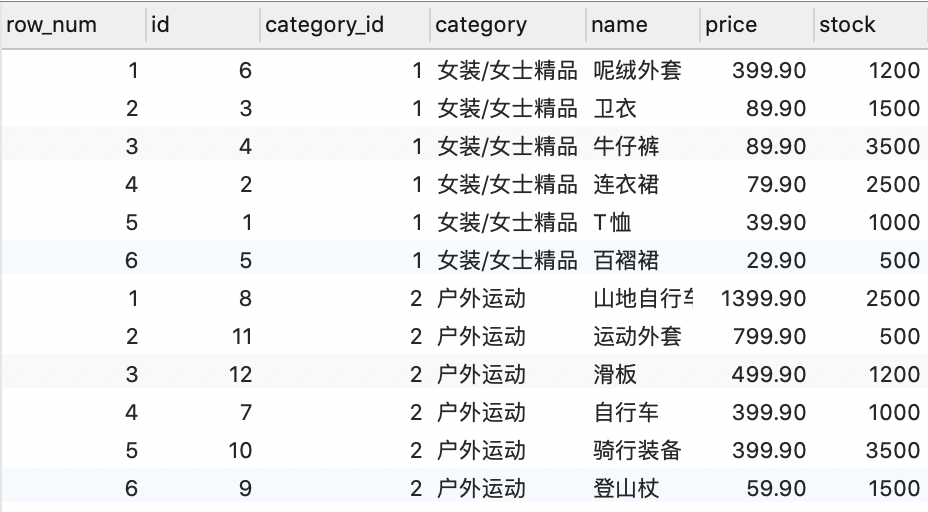 row_num id category_id category name price stock
1 6 1 女装/女士精品 呢绒外套 399.90 1200
2 3 1 女装/女士精品 卫衣 89.90 1500
3 4 1 女装/女士精品 牛仔裤 89.90 3500
4 2 1 女装/女士精品 连衣裙 79.90 2500
5 1 1 女装/女士精品 T恤 39.90 1000
6 5 1 女装/女士精品 百褶裙 29.90 500
1 8 2 户外运动 山地自行车 1399.90 2500
2 11 2 户外运动 运动外套 799.90 500
3 12 2 户外运动 滑板 499.90 1200
4 7 2 户外运动 自行车 399.90 1000
5 10 2 户外运动 骑行装备 399.90 3500
6 9 2 户外运动 登山杖 59.90 1500